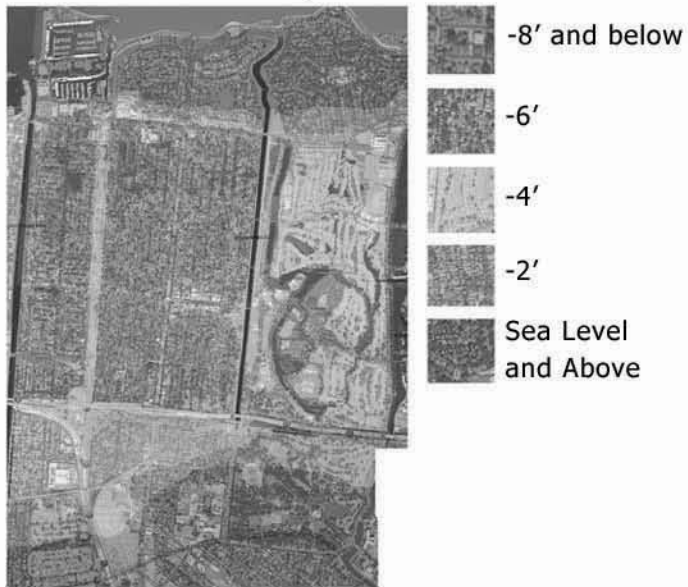 -8’ and below
-6’
-4’
-2’
Sea Level
and Above